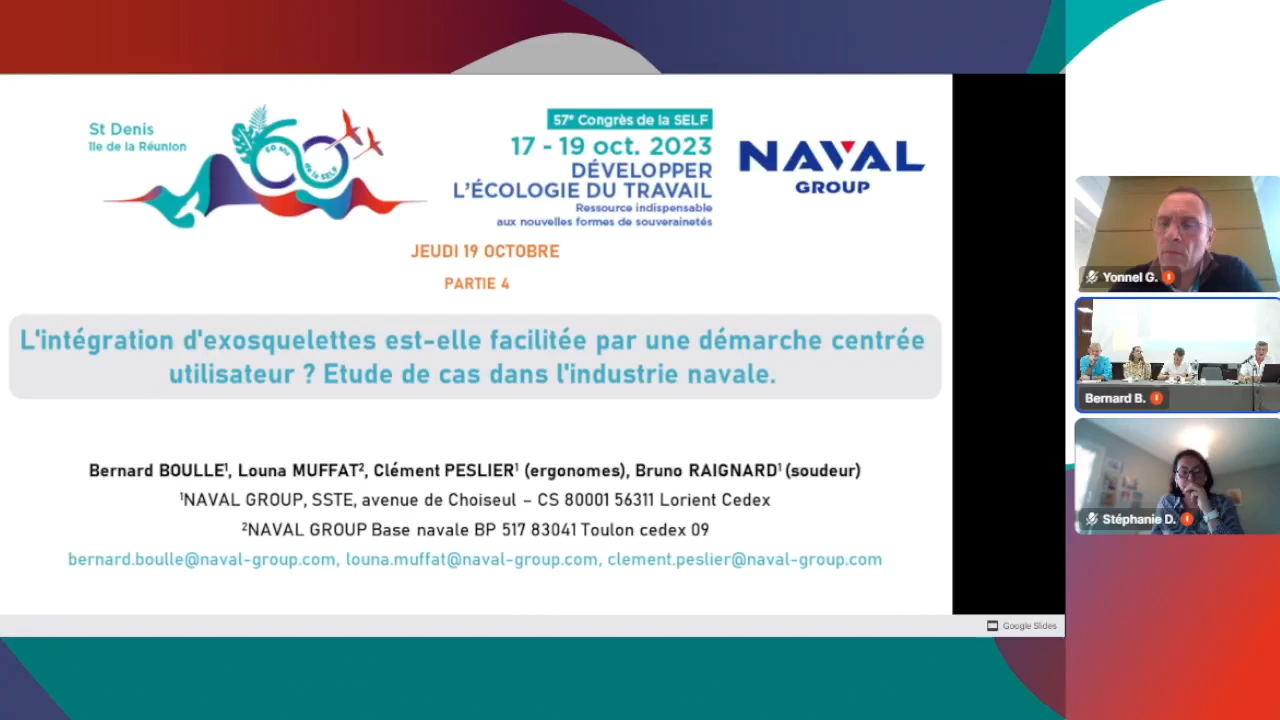 St Denis
Ile de la Réunion
60 ans
de la SELF
57e Congrès de la SELF
17 - 19 oct. 2023
DÉVELOPPER
L'ÉCOLOGIE DU TRAVAIL
Ressource indispensable
aux nouvelles formes de souverainetés
NAVAL
GROUP
JEUDI 19 OCTOBRE
PARTIE 4
L'intégration d'exosquelettes est-elle facilitée par une démarche centrée
utilisateur ? Etude de cas dans l'industrie navale.
Bernard BOULLE¹, Louna MUFFAT², Clément PESLIER¹ (ergonomes), Bruno RAIGNARD¹ (soudeur)
¹NAVAL GROUP, SSTE, avenue de Choiseul – CS 80001 56311 Lorient Cedex
²NAVAL GROUP Base navale BP 517 83041 Toulon cedex 09
bernard.boulle@naval-group.com, louna.muffat@naval-group.com, clement.peslier@naval-group.com
Google Slides
Yonnel G.
Bernard B.
Stéphanie D.